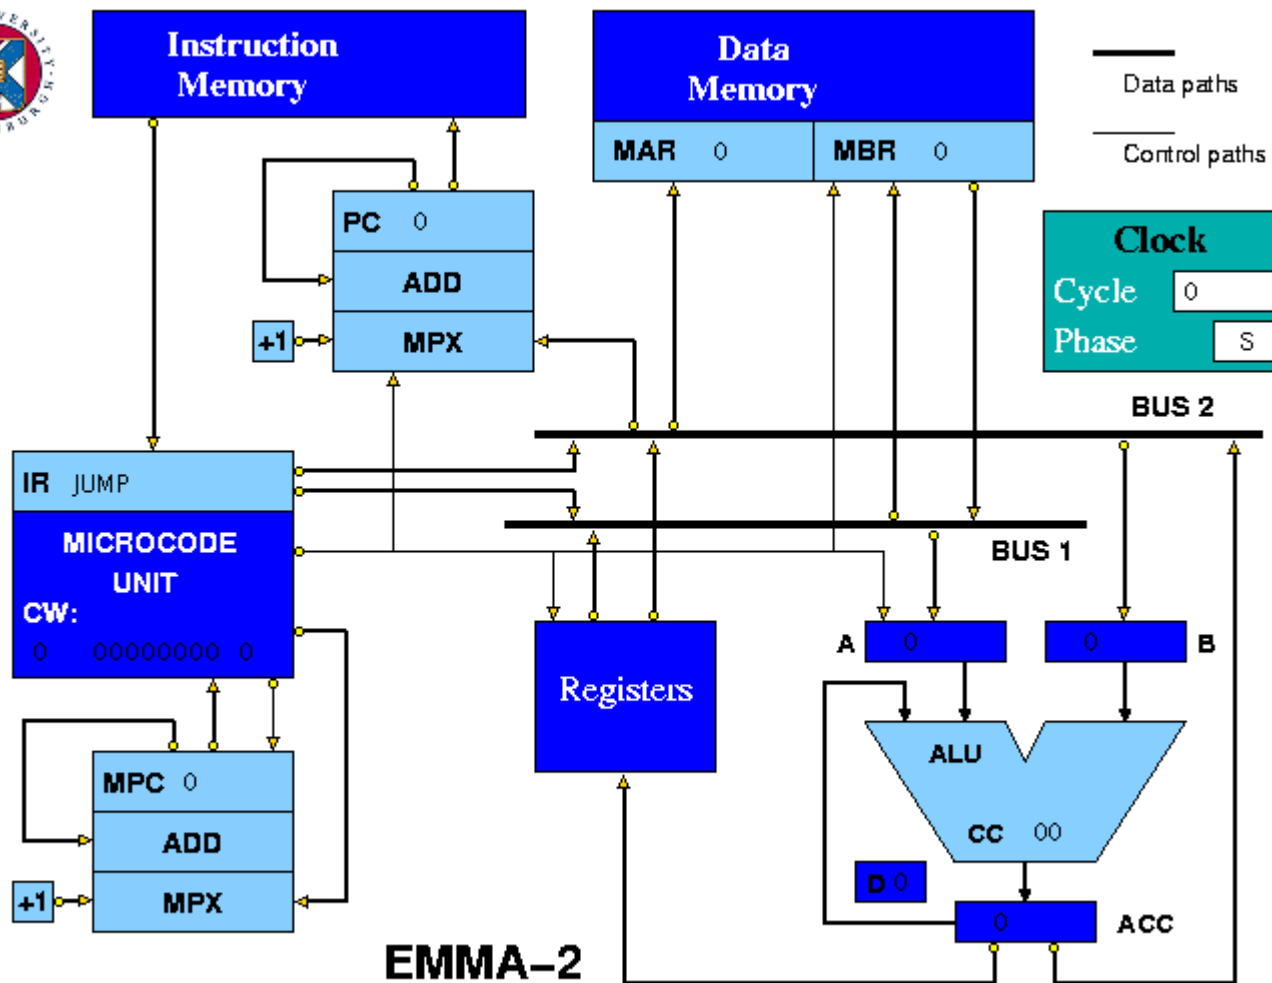 Instruction
Memory
Data
Memory
MAR 0
MBR 0
Data paths
Control paths
PC 0
ADD
+1
MPX
Clock
Cycle 0
Phase S
BUS 2
IR JUMP
MICROCODE
UNIT
CW:
0 00000000 0
BUS 1
A 0
0 B
Registers
ALU
CC 00
MPC 0
ADD
+1
MPX
D 0
0 ACC
EMMA-2